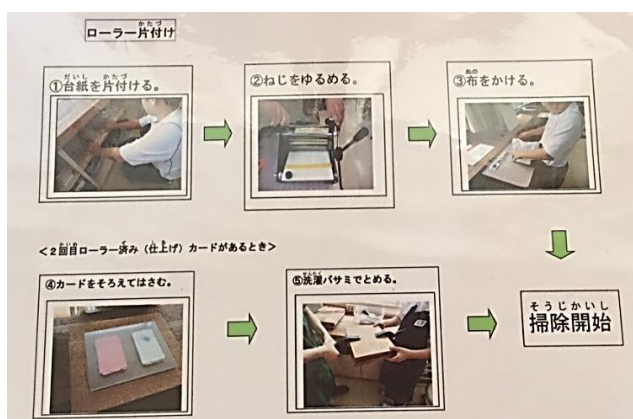 ローラー片付け
①台紙を片付ける。
②ねじをゆるめる。
③布をかける。
<2回目ローラー済み(仕上げ)カードがあるとき>
④カードをそろえてはさむ。
⑤洗濯バサミでとめる。
掃除開始